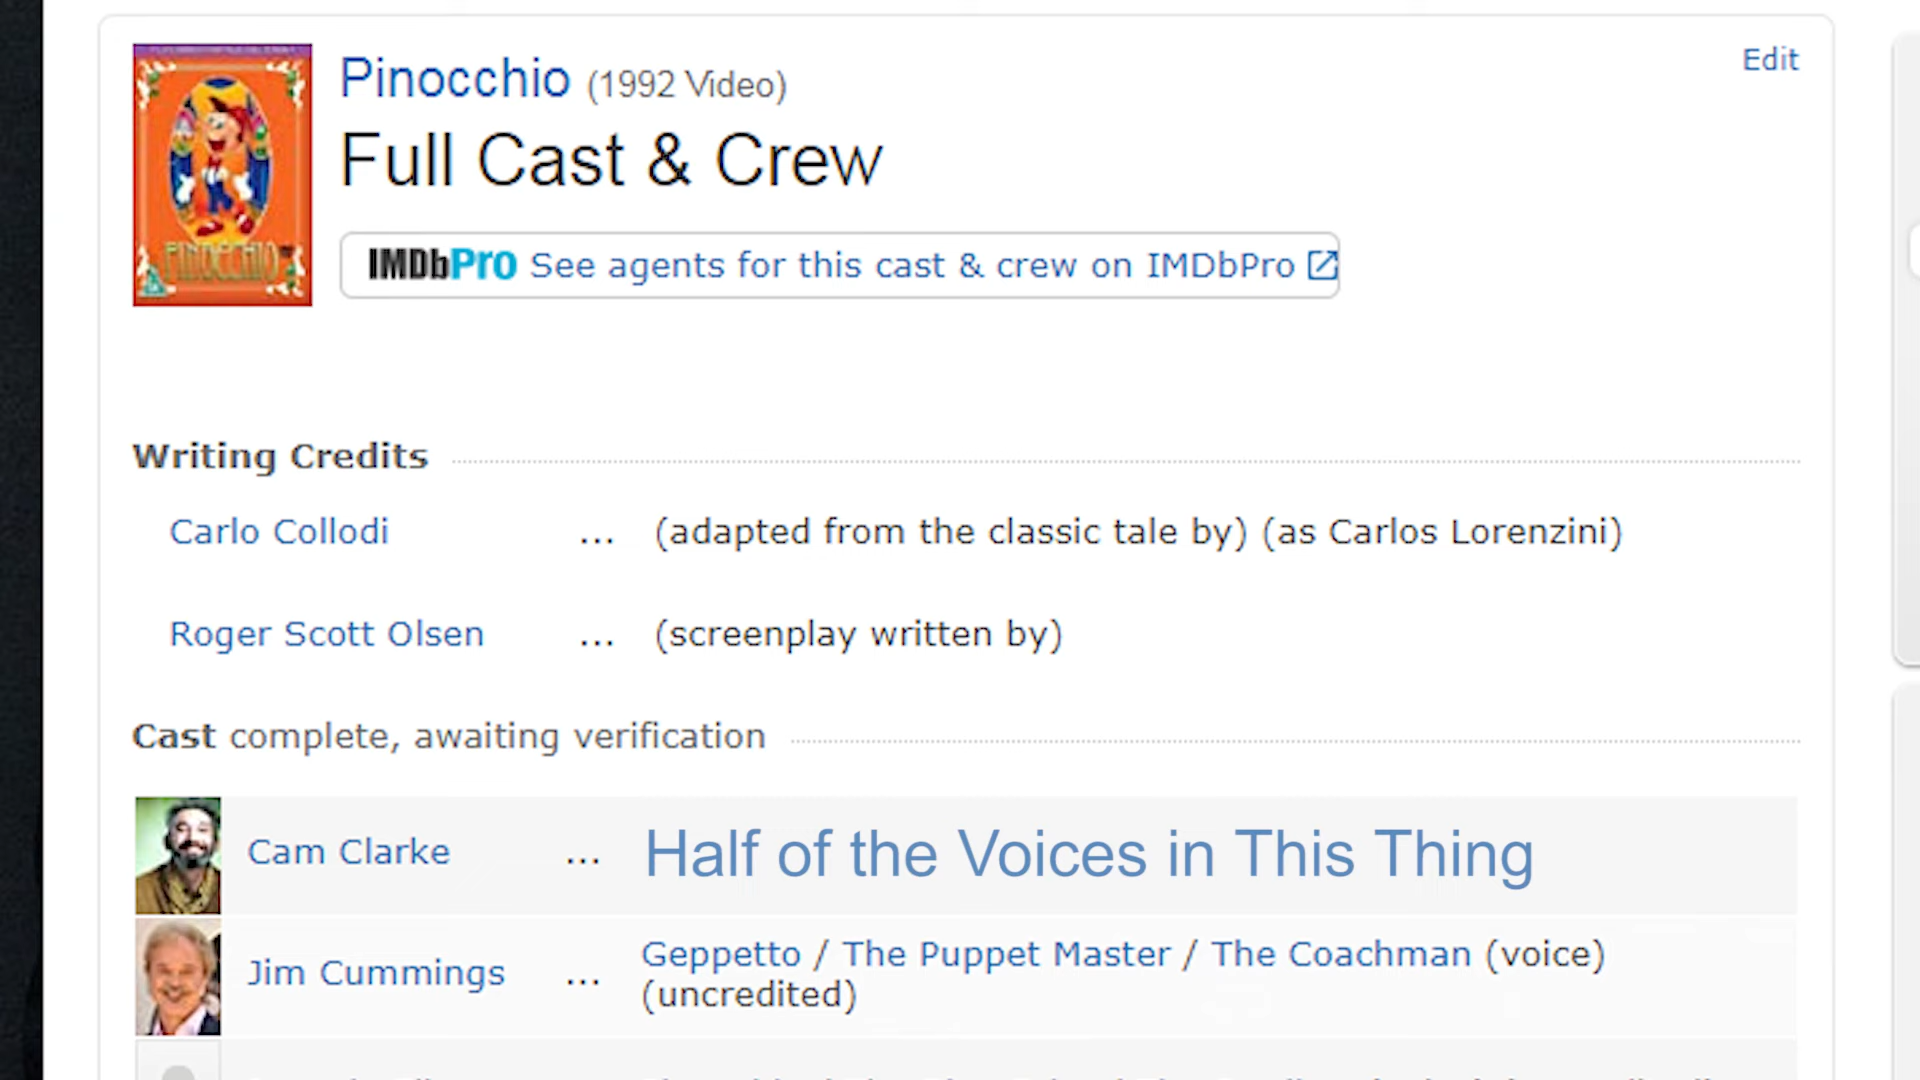 Edit
Pinocchio (1992 Video)
Full Cast & Crew
IMDbPro See agents for this cast & crew on IMDbPro
PINOCCHIO
Writing Credits
Carlo Collodi ... (adapted from the classic tale by) (as Carlos Lorenzini)
Roger Scott Olsen ... (screenplay written by)
Cast complete, awaiting verification
Cam Clarke ... Half of the Voices in This Thing
Jim Cummings ... Geppetto / The Puppet Master / The Coachman (voice)
(uncredited)